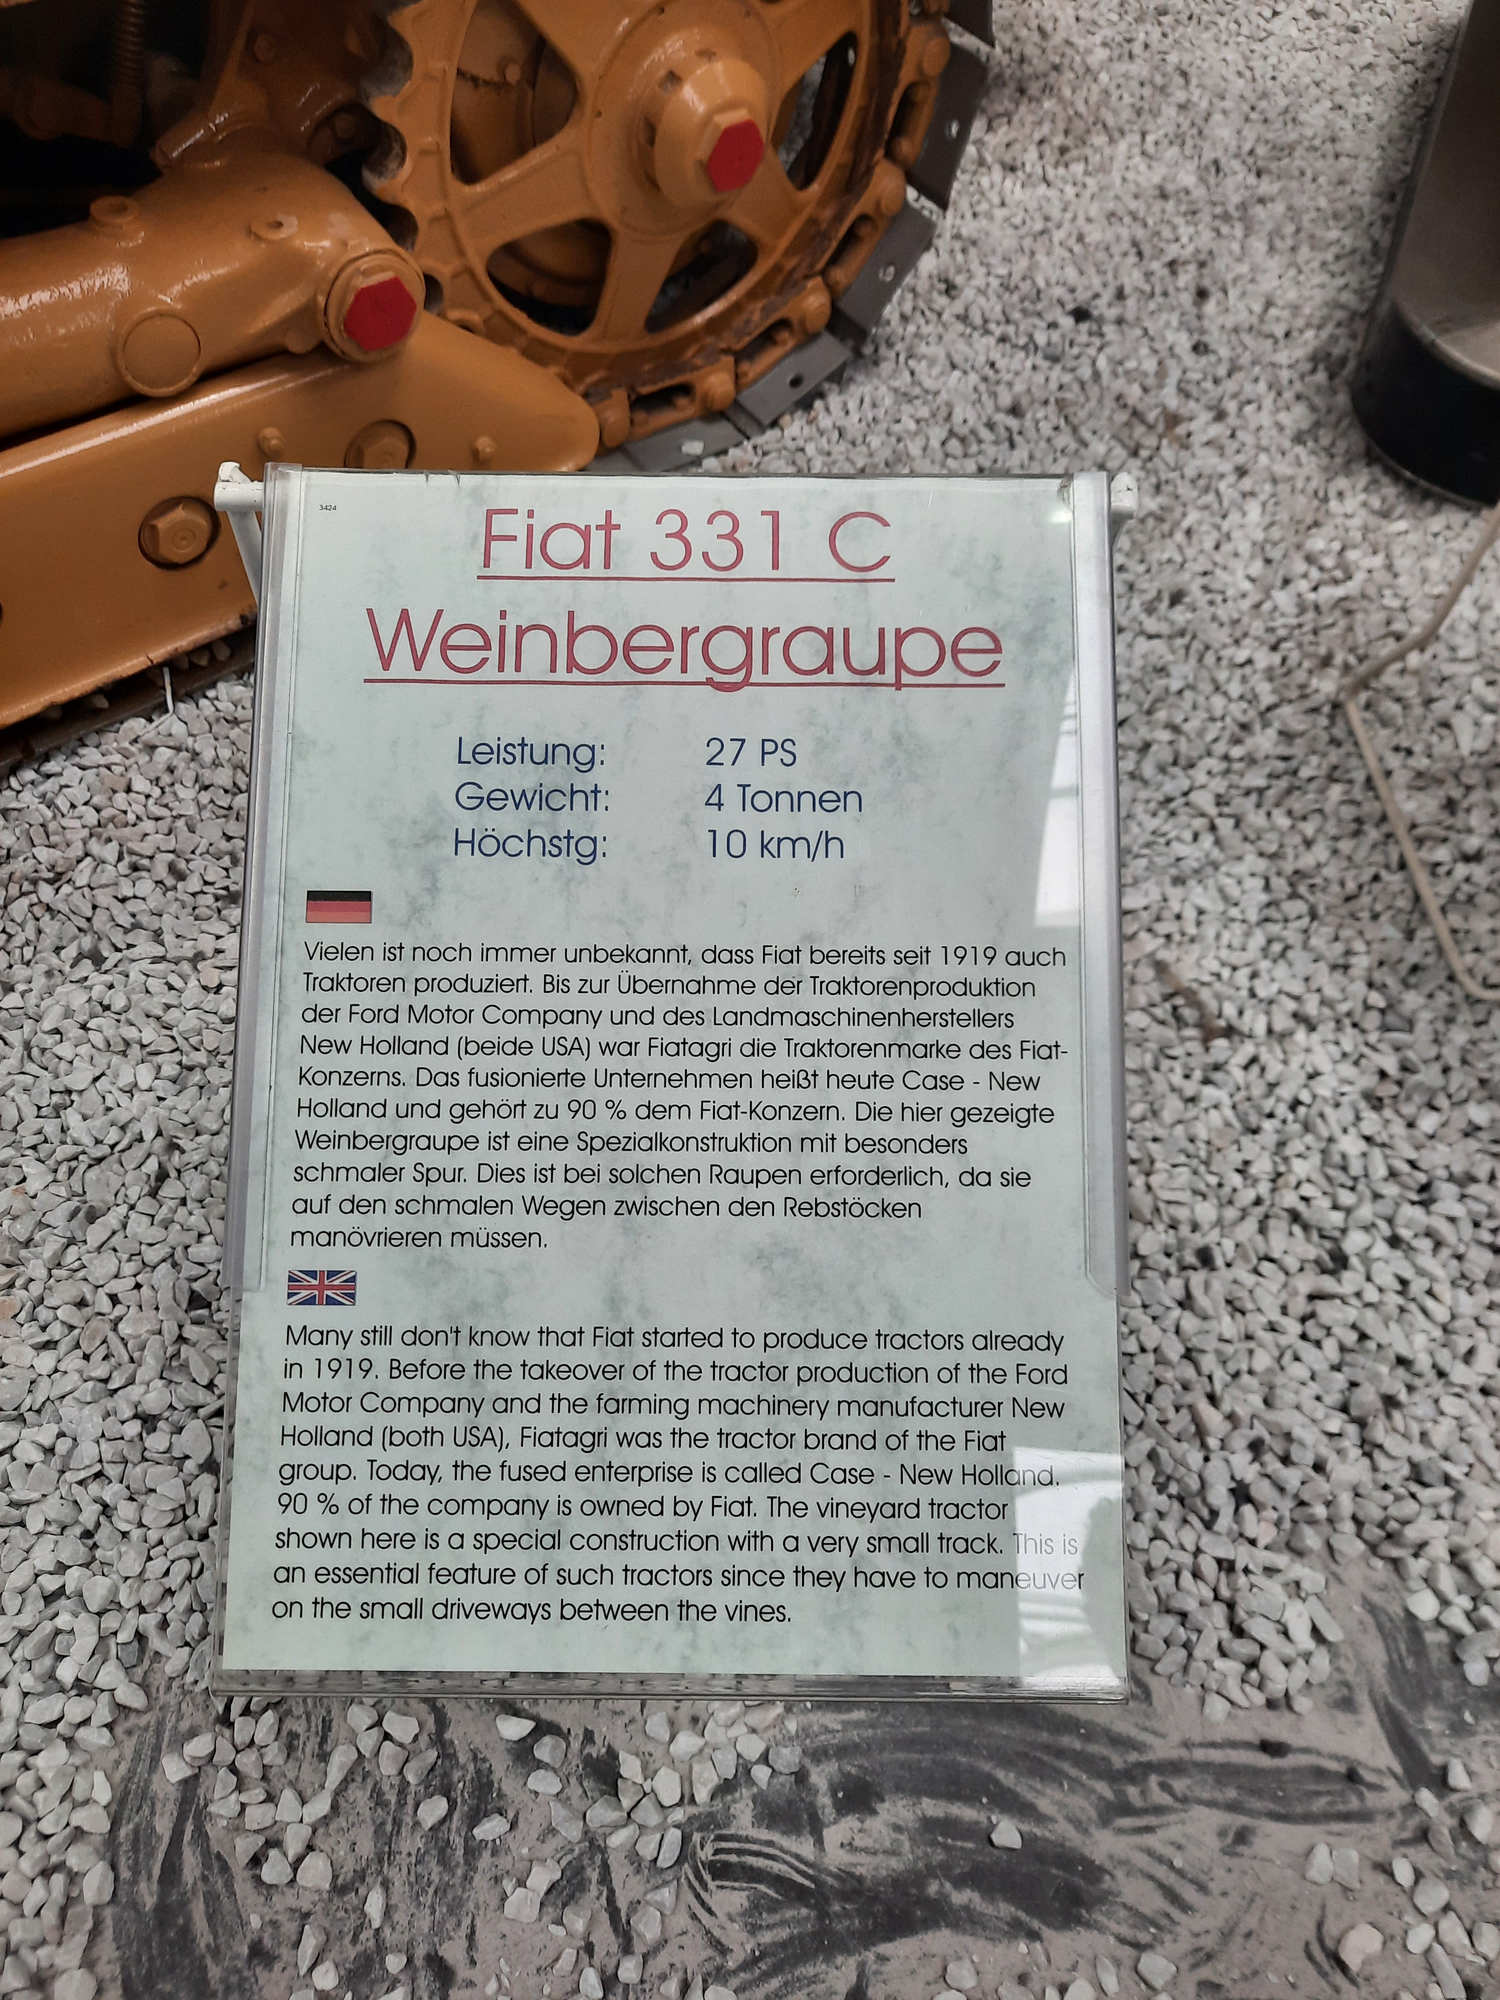 3424
Fiat 331 C
Weinbergraupe
Leistung: 27 PS
Gewicht: 4 Tonnen
Höchstg: 10 km/h
Vielen ist noch immer unbekannt, dass Fiat bereits seit 1919 auch
Traktoren produziert. Bis zur Übernahme der Traktorenproduktion
der Ford Motor Company und des Landmaschinenherstellers
New Holland (beide USA) war Fiatagri die Traktorenmarke des Fiat-
Konzerns. Das fusionierte Unternehmen heißt heute Case - New
Holland und gehört zu 90 % dem Fiat-Konzern. Die hier gezeigte
Weinbergraupe ist eine Spezialkonstruktion mit besonders
schmaler Spur. Dies ist bei solchen Raupen erforderlich, da sie
auf den schmalen Wegen zwischen den Rebstöcken
manövrieren müssen.
Many still don't know that Fiat started to produce tractors already
in 1919. Before the takeover of the tractor production of the Ford
Motor Company and the farming machinery manufacturer New
Holland (both USA), Fiatagri was the tractor brand of the Fiat
group. Today, the fused enterprise is called Case - New Holland.
90 % of the company is owned by Fiat. The vineyard tractor
shown here is a special construction with a very small track. This is
an essential feature of such tractors since they have to maneuver
on the small driveways between the vines.